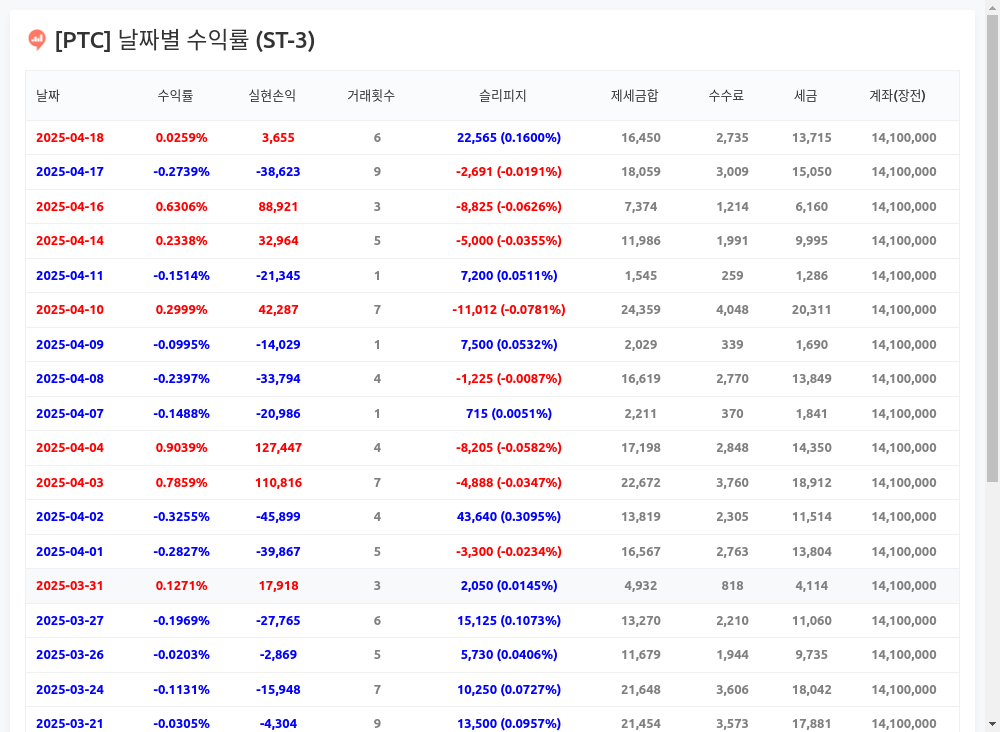 [PTC] 날짜별 수익률 (ST-3)
날짜 수익률 실현손익 거래횟수 슬리피지 제세금합 수수료 세금 계좌(장전)
2025-04-18 0.0259% 3,655 6 22,565 (0.1600%) 16,450 2,735 13,715 14,100,000
2025-04-17 -0.2739% -38,623 9 -2,691 (-0.0191%) 18,059 3,009 15,050 14,100,000
2025-04-16 0.6306% 88,921 3 -8,825 (-0.0626%) 7,374 1,214 6,160 14,100,000
2025-04-14 0.2338% 32,964 5 -5,000 (-0.0355%) 11,986 1,991 9,995 14,100,000
2025-04-11 -0.1514% -21,345 1 7,200 (0.0511%) 1,545 259 1,286 14,100,000
2025-04-10 0.2999% 42,287 7 -11,012 (-0.0781%) 24,359 4,048 20,311 14,100,000
2025-04-09 -0.0995% -14,029 1 7,500 (0.0532%) 2,029 339 1,690 14,100,000
2025-04-08 -0.2397% -33,794 4 -1,225 (-0.0087%) 16,619 2,770 13,849 14,100,000
2025-04-07 -0.1488% -20,986 1 715 (0.0051%) 2,211 370 1,841 14,100,000
2025-04-04 0.9039% 127,447 4 -8,205 (-0.0582%) 17,198 2,848 14,350 14,100,000
2025-04-03 0.7859% 110,816 7 -4,888 (-0.0347%) 22,672 3,760 18,912 14,100,000
2025-04-02 -0.3255% -45,899 4 43,640 (0.3095%) 13,819 2,305 11,514 14,100,000
2025-04-01 -0.2827% -39,867 5 -3,300 (-0.0234%) 16,567 2,763 13,804 14,100,000
2025-03-31 0.1271% 17,918 3 2,050 (0.0145%) 4,932 818 4,114 14,100,000
2025-03-27 -0.1969% -27,765 6 15,125 (0.1073%) 13,270 2,210 11,060 14,100,000
2025-03-26 -0.0203% -2,869 5 5,730 (0.0406%) 11,679 1,944 9,735 14,100,000
2025-03-24 -0.1131% -15,948 7 10,250 (0.0727%) 21,648 3,606 18,042 14,100,000
2025-03-21 -0.0305% -4,304 9 13,500 (0.0957%) 21,454 3,573 17,881 14,100,000